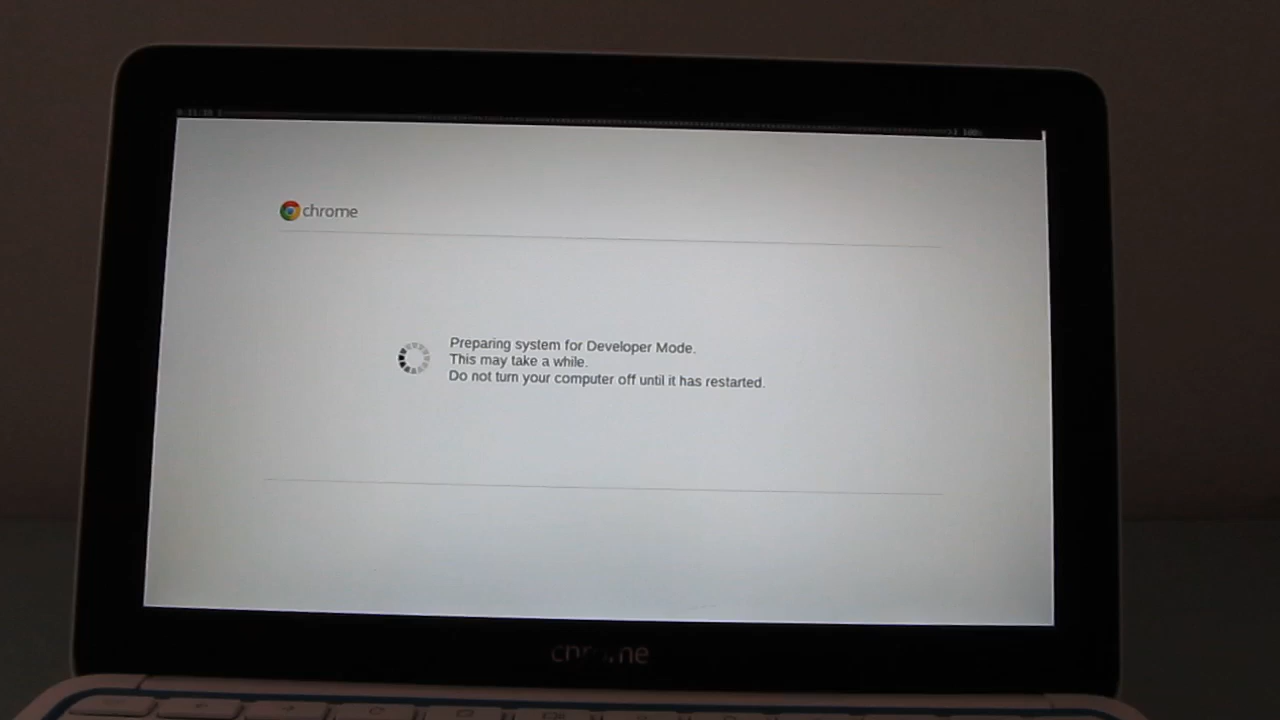 chrome
Preparing system for Developer Mode.
This may take a while.
Do not turn your computer off until it has restarted.